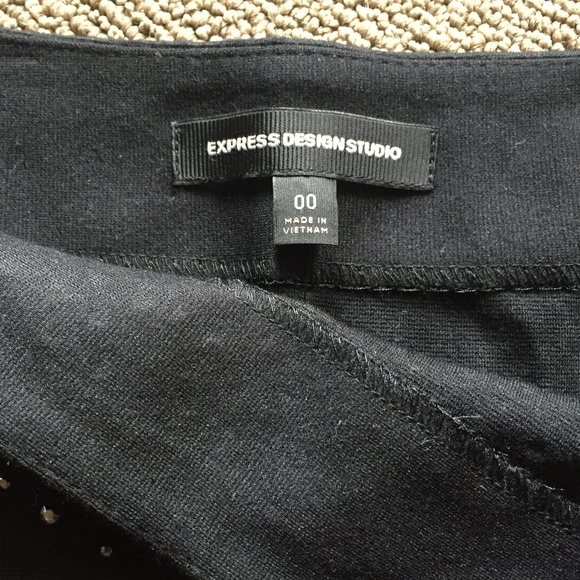 EXPRESS DESIGN STUDIO
00
MADE IN
VIETNAM